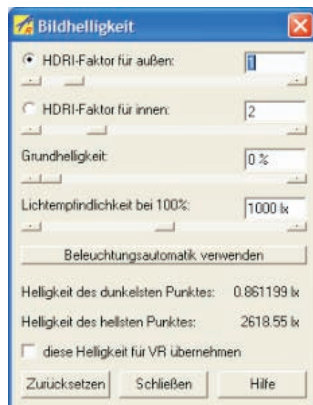 Bildhelligkeit
HDRI-Faktor für außen: 1
HDRI-Faktor für innen: 2
Grundhelligkeit: 0 %
Lichtempfindlichkeit bei 100%: 1000 lx
Beleuchtungsautomatik verwenden
Helligkeit des dunkelsten Punktes: 0.861199 lx
Helligkeit des hellsten Punktes: 2618.55 lx
diese Helligkeit für VR übernehmen
Zurücksetzen Schließen Hilfe